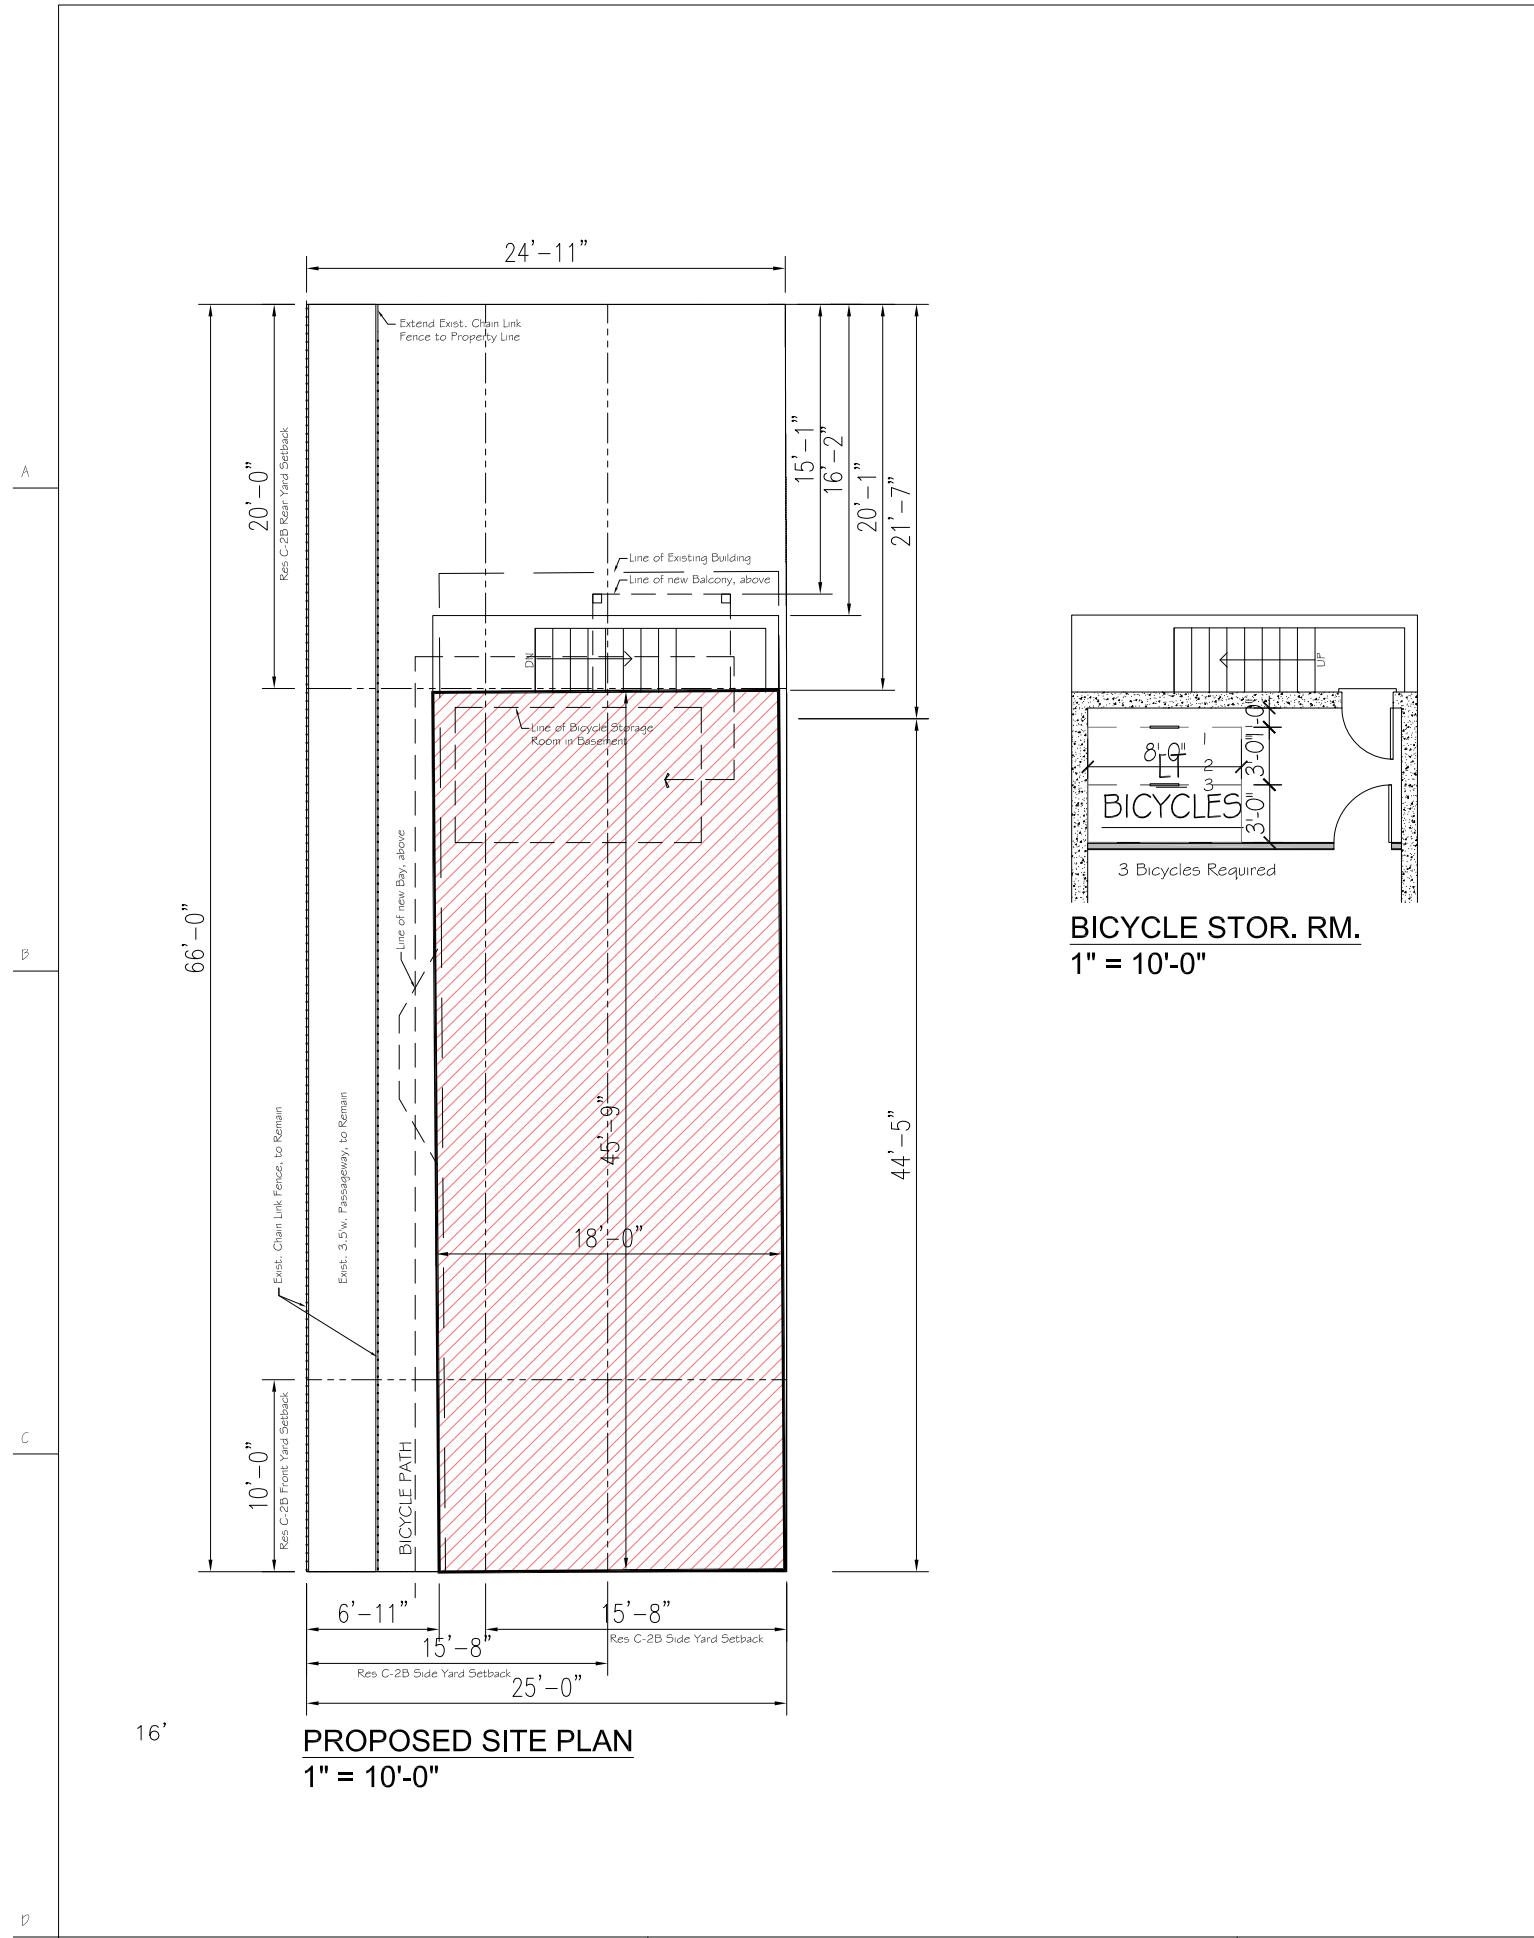 24'-11"
Extend Exist. Chain Link
Fence to Property Line
20'-0"
Res C-2B Rear Yard Setback
15'-1"
16'-2"
20'-1"
21'-7"
A
Line of Existing Building
Line of new Balcony, above
DN
Line of Bicycle Storage
Room in Basement
UP
1'-0"
3'-0"
3'-0"
8'-0"
LT
1
2
3
BICYCLES
3 Bicycles Required
BICYCLE STOR. RM.
1" = 10'-0"
66'-0"
B
Line of new Bay, above
45'-9"
44'-5"
18'-0"
Exist. Chain Link Fence, to Remain
Exist. 3.5'w. Passageway, to Remain
10'-0"
Res C-2B Front Yard Setback
BICYCLE PATH
C
6'-11"
15'-8"
Res C-2B Side Yard Setback
15'-8"
Res C-2B Side Yard Setback
25'-0"
16'
PROPOSED SITE PLAN
1" = 10'-0"
D